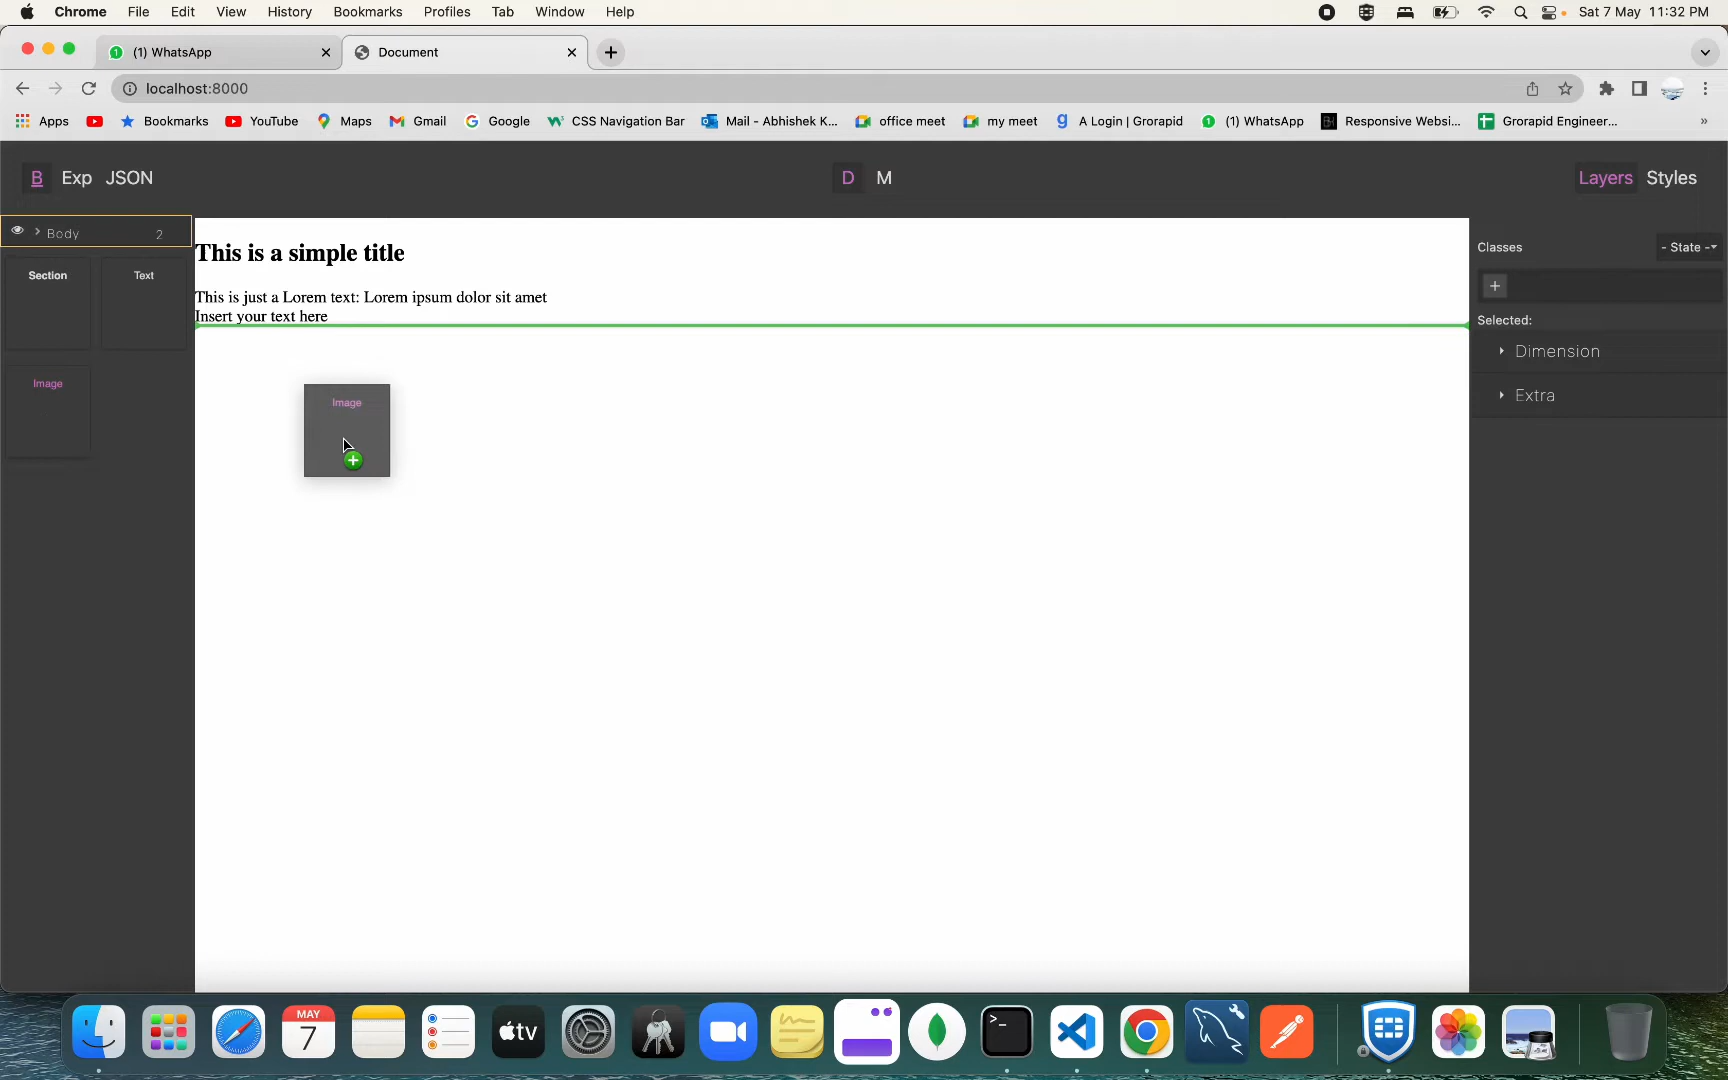 Chrome File Edit View History Bookmarks Profiles Tab Window Help Sat 7 May 11:32 PM
(1) WhatsApp Document
localhost:8000
Apps Bookmarks YouTube Maps Gmail Google CSS Navigation Bar Mail - Abhishek K... office meet my meet A Login | Grorapid (1) WhatsApp Responsive Websi... Grorapid Engineer... »
B Exp JSON D M Layers Styles
Body 2
Section Text
Image
This is a simple title
This is just a Lorem text: Lorem ipsum dolor sit amet
Insert your text here
Image
Classes - State -
+
Selected:
Dimension
Extra
MAY
7
tv